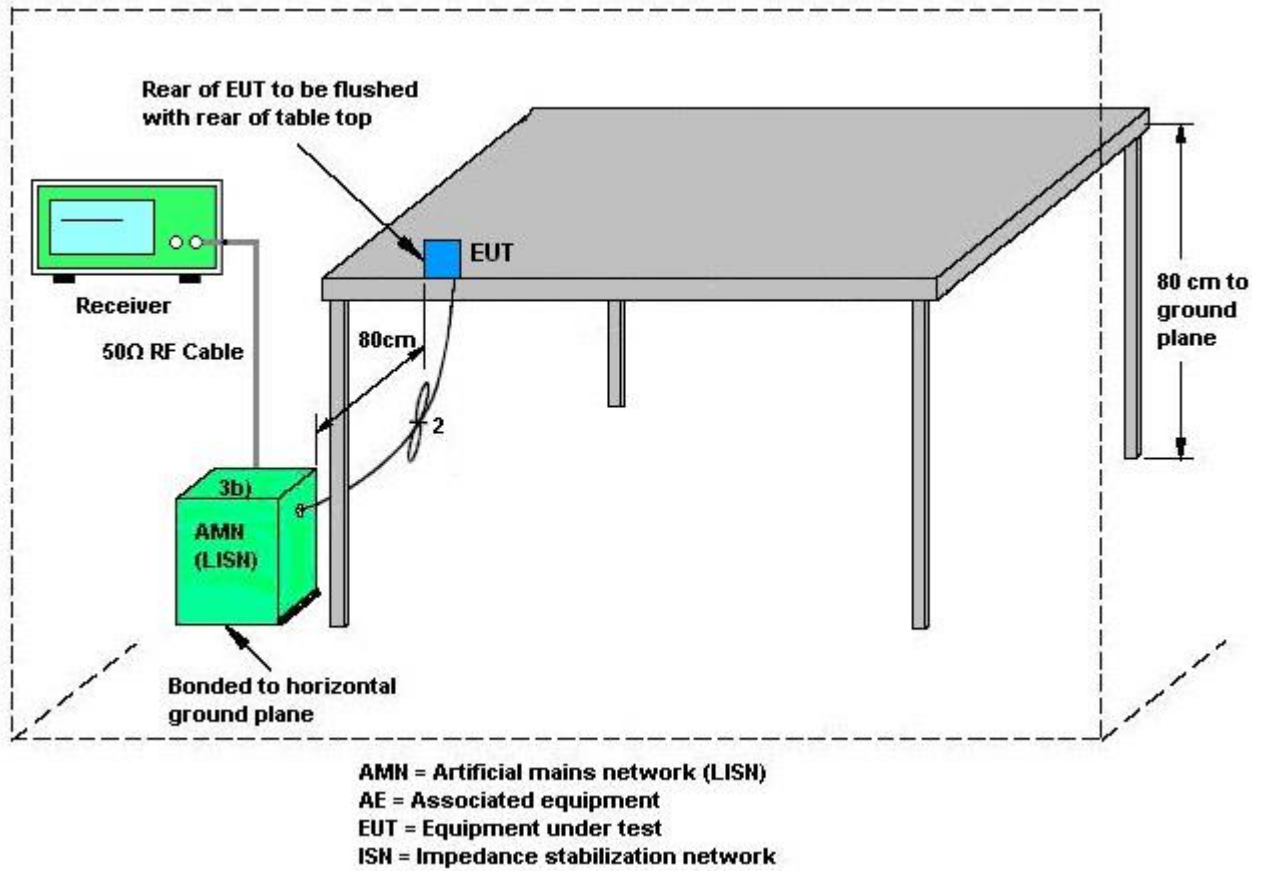 Rear of EUT to be flushed
with rear of table top
EUT
Receiver
50Ω RF Cable
80cm
80 cm to
ground
plane
2
3b)
AMN
(LISN)
Bonded to horizontal
ground plane
AMN = Artificial mains network (LISN)
AE = Associated equipment
EUT = Equipment under test
ISN = Impedance stabilization network